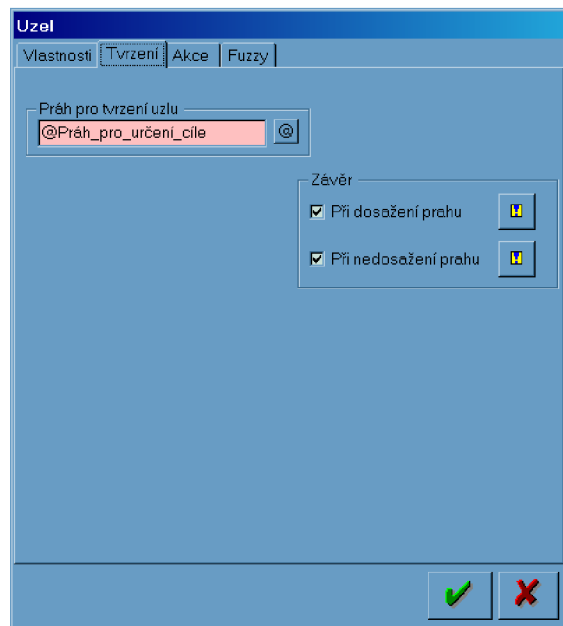 Uzel
Vlastnosti Tvrzení Akce Fuzzy
Práh pro tvrzení uzlu
@Práh_pro_určení_cíle @
Závěr
Při dosažení prahu
Při nedosažení prahu